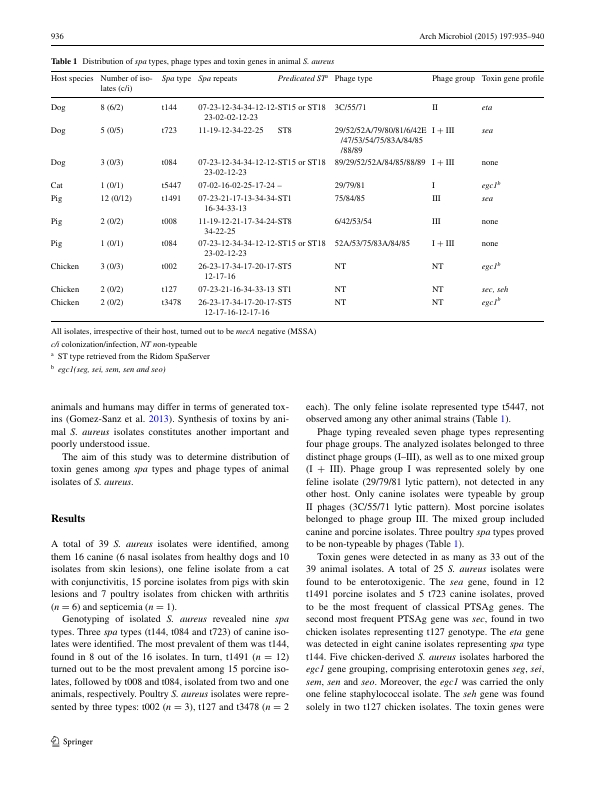 936
Arch Microbiol (2015) 197:935–940
Table 1 Distribution of spa types, phage types and toxin genes in animal S. aureus
Host species Number of iso- Spa type Spa repeats Predicated STa Phage type Phage group Toxin gene profile
lates (c/i)
Dog 8 (6/2) t144 07-23-12-34-34-12-12- ST15 or ST18 3C/55/71 II eta
23-02-02-12-23
Dog 5 (0/5) t723 11-19-12-34-22-25 ST8 29/52/52A/79/80/81/6/42E I + III sea
/47/53/54/75/83A/84/85
/88/89
Dog 3 (0/3) t084 07-23-12-34-34-12-12- ST15 or ST18 89/29/52/52A/84/85/88/89 I + III none
23-02-12-23
Cat 1 (0/1) t5447 07-02-16-02-25-17-24 – 29/79/81 I egc1b
Pig 12 (0/12) t1491 07-23-21-17-13-34-34- ST1 75/84/85 III sea
16-34-33-13
Pig 2 (0/2) t008 11-19-12-21-17-34-24- ST8 6/42/53/54 III none
34-22-25
Pig 1 (0/1) t084 07-23-12-34-34-12-12- ST15 or ST18 52A/53/75/83A/84/85 I + III none
23-02-12-23
Chicken 3 (0/3) t002 26-23-17-34-17-20-17- ST5 NT NT egc1b
12-17-16
Chicken 2 (0/2) t127 07-23-21-16-34-33-13 ST1 NT NT sec, seh
Chicken 2 (0/2) t3478 26-23-17-34-17-20-17- ST5 NT NT egc1b
12-17-16-12-17-16
All isolates, irrespective of their host, turned out to be mecA negative (MSSA)
c/i colonization/infection, NT non-typeable
a ST type retrieved from the Ridom SpaServer
b egc1(seg, sei, sem, sen and seo)
animals and humans may differ in terms of generated tox-
ins (Gomez-Sanz et al. 2013). Synthesis of toxins by ani-
mal S. aureus isolates constitutes another important and
poorly understood issue.
The aim of this study was to determine distribution of
toxin genes among spa types and phage types of animal
isolates of S. aureus.
Results
A total of 39 S. aureus isolates were identified, among
them 16 canine (6 nasal isolates from healthy dogs and 10
isolates from skin lesions), one feline isolate from a cat
with conjunctivitis, 15 porcine isolates from pigs with skin
lesions and 7 poultry isolates from chicken with arthritis
(n = 6) and septicemia (n = 1).
Genotyping of isolated S. aureus revealed nine spa
types. Three spa types (t144, t084 and t723) of canine iso-
lates were identified. The most prevalent of them was t144,
found in 8 out of the 16 isolates. In turn, t1491 (n = 12)
turned out to be the most prevalent among 15 porcine iso-
lates, followed by t008 and t084, isolated from two and one
animals, respectively. Poultry S. aureus isolates were repre-
sented by three types: t002 (n = 3), t127 and t3478 (n = 2
each). The only feline isolate represented type t5447, not
observed among any other animal strains (Table 1).
Phage typing revealed seven phage types representing
four phage groups. The analyzed isolates belonged to three
distinct phage groups (I–III), as well as to one mixed group
(I + III). Phage group I was represented solely by one
feline isolate (29/79/81 lytic pattern), not detected in any
other host. Only canine isolates were typeable by group
II phages (3C/55/71 lytic pattern). Most porcine isolates
belonged to phage group III. The mixed group included
canine and porcine isolates. Three poultry spa types proved
to be non-typeable by phages (Table 1).
Toxin genes were detected in as many as 33 out of the
39 animal isolates. A total of 25 S. aureus isolates were
found to be enterotoxigenic. The sea gene, found in 12
t1491 porcine isolates and 5 t723 canine isolates, proved
to be the most frequent of classical PTSAg genes. The
second most frequent PTSAg gene was sec, found in two
chicken isolates representing t127 genotype. The eta gene
was detected in eight canine isolates representing spa type
t144. Five chicken-derived S. aureus isolates harbored the
egc1 gene grouping, comprising enterotoxin genes seg, sei,
sem, sen and seo. Moreover, the egc1 was carried the only
one feline staphylococcal isolate. The seh gene was found
solely in two t127 chicken isolates. The toxin genes were
Springer